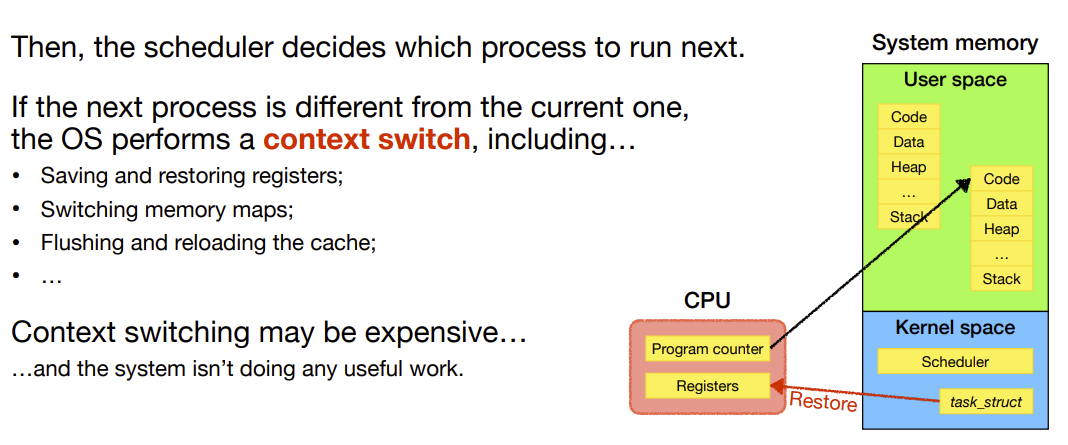 Then, the scheduler decides which process to run next.
If the next process is different from the current one,
the OS performs a context switch, including…
• Saving and restoring registers;
• Switching memory maps;
• Flushing and reloading the cache;
• …
Context switching may be expensive…
…and the system isn’t doing any useful work.
System memory
User space
Code
Data
Heap
…
Stack
Code
Data
Heap
…
Stack
CPU
Program counter
Registers
Restore
Kernel space
Scheduler
task_struct